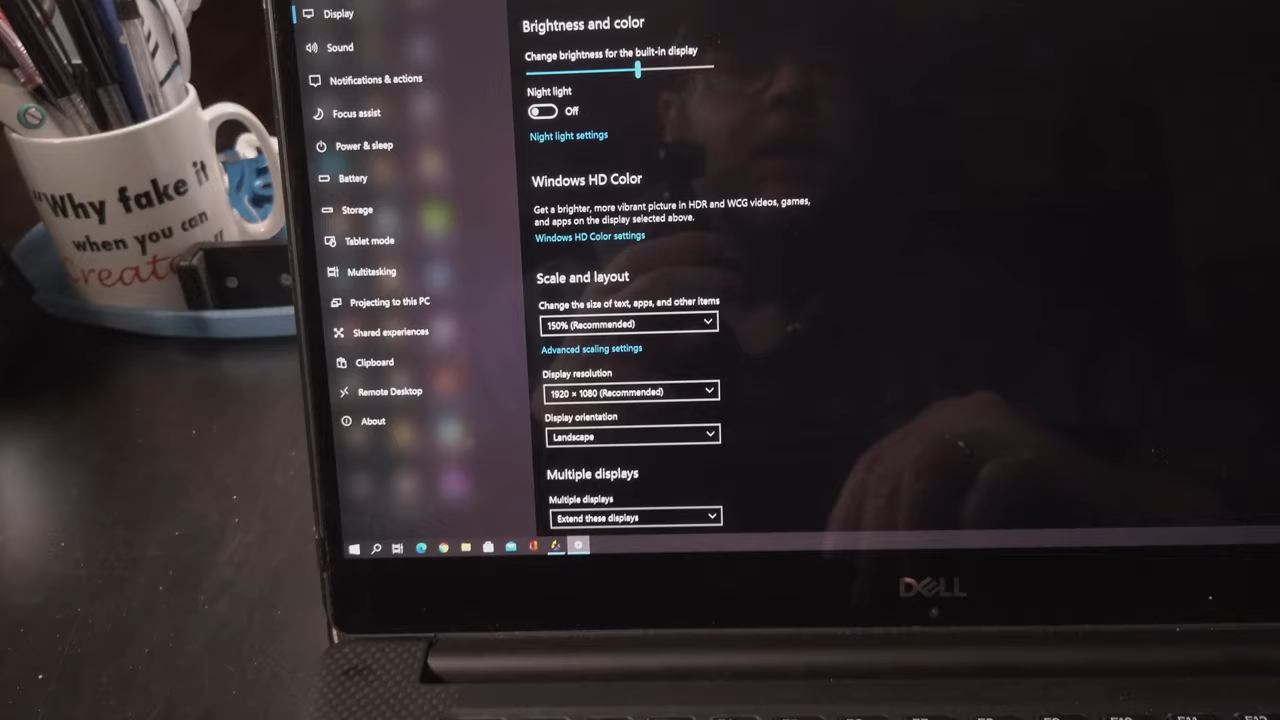 "Why fake it
when you can
Create"
Display
Sound
Notifications & actions
Focus assist
Power & sleep
Battery
Storage
Tablet mode
Multitasking
Projecting to this PC
Shared experiences
Clipboard
Remote Desktop
About
Brightness and color
Change brightness for the built-in display
Night light
Off
Night light settings
Windows HD Color
Get a brighter, more vibrant picture in HDR and WCG videos, games,
and apps on the display selected above.
Windows HD Color settings
Scale and layout
Change the size of text, apps, and other items
150% (Recommended)
Advanced scaling settings
Display resolution
1920 × 1080 (Recommended)
Display orientation
Landscape
Multiple displays
Multiple displays
Extend these displays
DELL